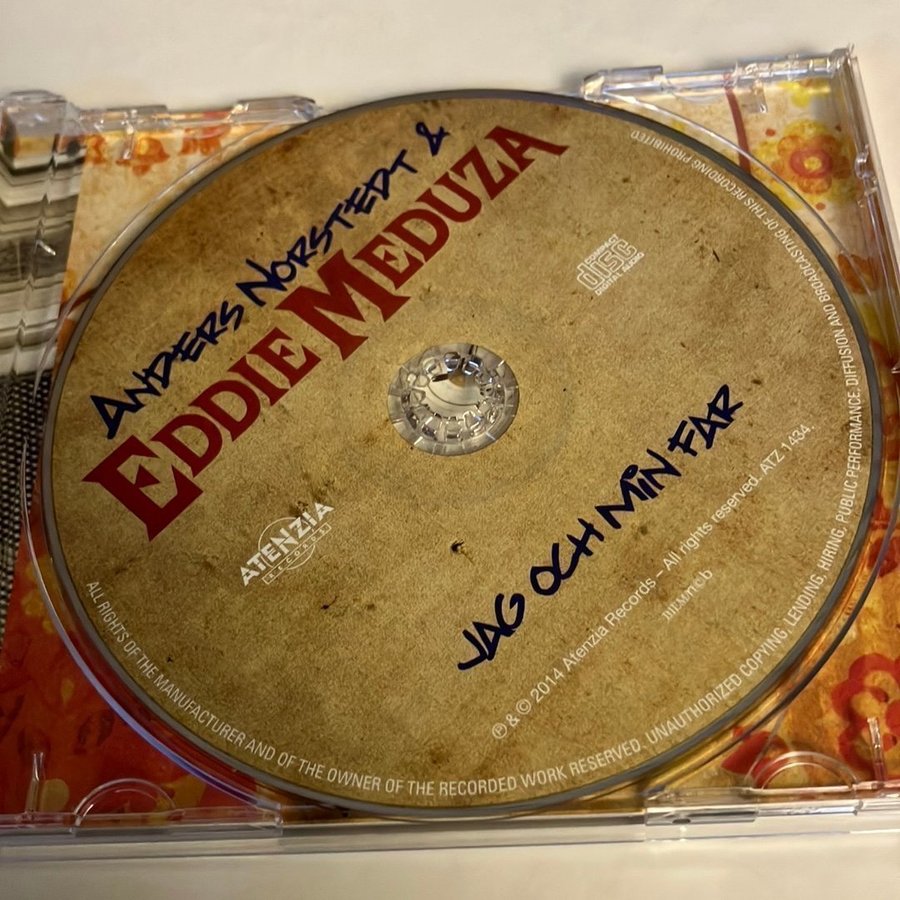 ANDERS NORSTEDT &
EDDIE MEDUZA
COMPACT
disc
DIGITAL AUDIO
ATENZIA
RECORDS
JAG OCH MIN FAR
℗ & © 2014 Atenzia Records – All rights reserved. ATZ 1434.
ALL RIGHTS OF THE MANUFACTURER AND OF THE OWNER OF THE RECORDED WORK RESERVED. UNAUTHORIZED COPYING, LENDING, HIRING, PUBLIC PERFORMANCE, DIFFUSION AND BROADCASTING OF THIS RECORDING PROHIBITED